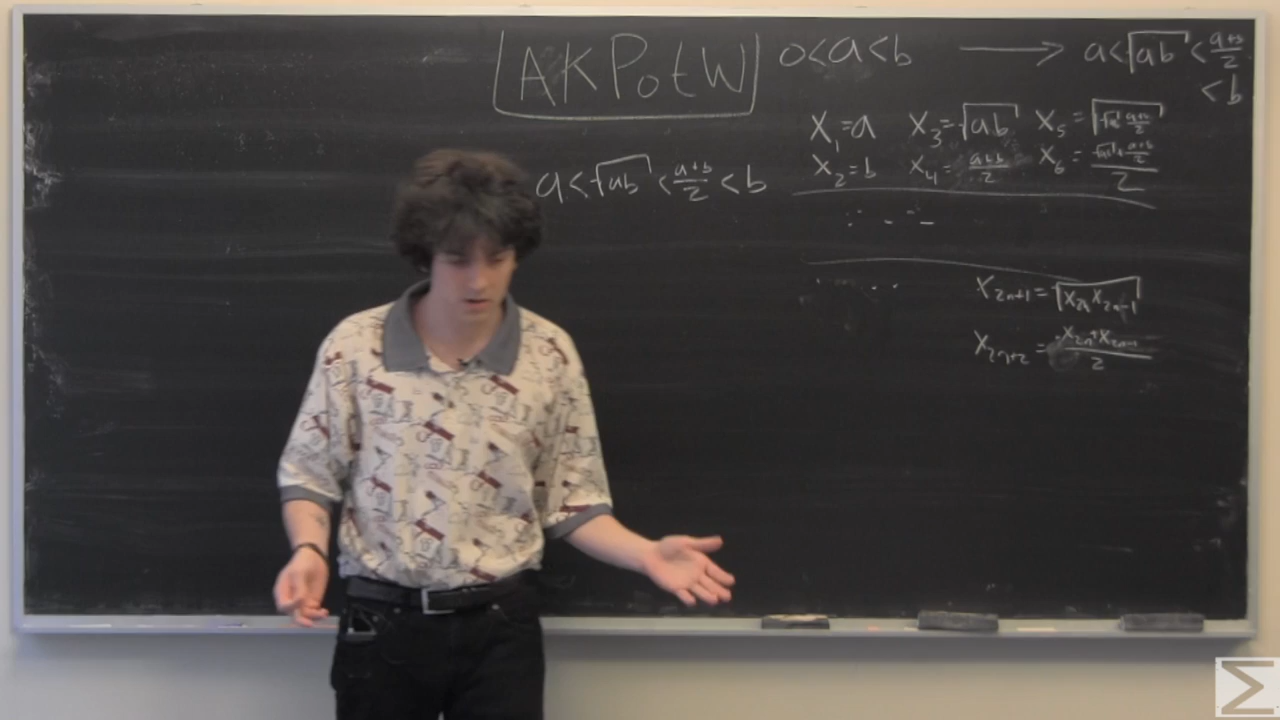 AKPotW
0<a<b ⟶ a<√ab <(a+b)/2
<b
x₁=a x₃=√ab x₅=√(√ab (a+b)/2)
x₂=b x₄=(a+b)/2 x₆=(√ab+(a+b)/2)/2
a<√ab <(a+b)/2 <b
x₂ₙ₊₁=√(x₂ₙx₂ₙ₋₁)
x₂ₙ₊₂=(x₂ₙ+x₂ₙ₋₁)/2
Σ